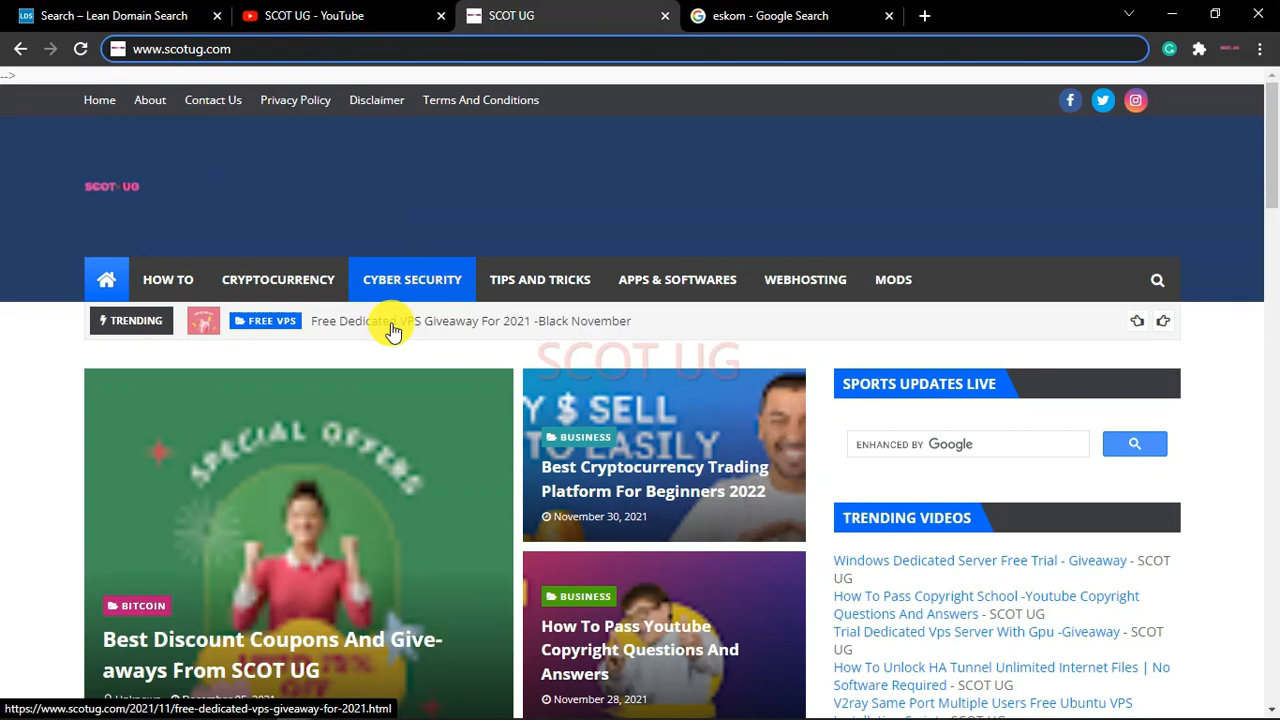 Search – Lean Domain Search
SCOT UG - YouTube
SCOT UG
eskom - Google Search
www.scotug.com
-->
Home
About
Contact Us
Privacy Policy
Disclaimer
Terms And Conditions
SCOT UG
HOW TO
CRYPTOCURRENCY
CYBER SECURITY
TIPS AND TRICKS
APPS & SOFTWARES
WEBHOSTING
MODS
TRENDING
FREE VPS
Free Dedicated VPS Giveaway For 2021 -Black November
SCOT UG
SPECIAL OFFERS
BITCOIN
Best Discount Coupons And Give-
aways From SCOT UG
Y $ SELL
BUSINESS
Best Cryptocurrency Trading
Platform For Beginners 2022
November 30, 2021
BUSINESS
How To Pass Youtube
Copyright Questions And
Answers
November 28, 2021
SPORTS UPDATES LIVE
ENHANCED BY Google
TRENDING VIDEOS
Windows Dedicated Server Free Trial - Giveaway - SCOT
UG
How To Pass Copyright School -Youtube Copyright
Questions And Answers - SCOT UG
Trial Dedicated Vps Server With Gpu -Giveaway - SCOT
UG
How To Unlock HA Tunnel Unlimited Internet Files | No
Software Required - SCOT UG
V2ray Same Port Multiple Users Free Ubuntu VPS
https://www.scotug.com/2021/11/free-dedicated-vps-giveaway-for-2021.html